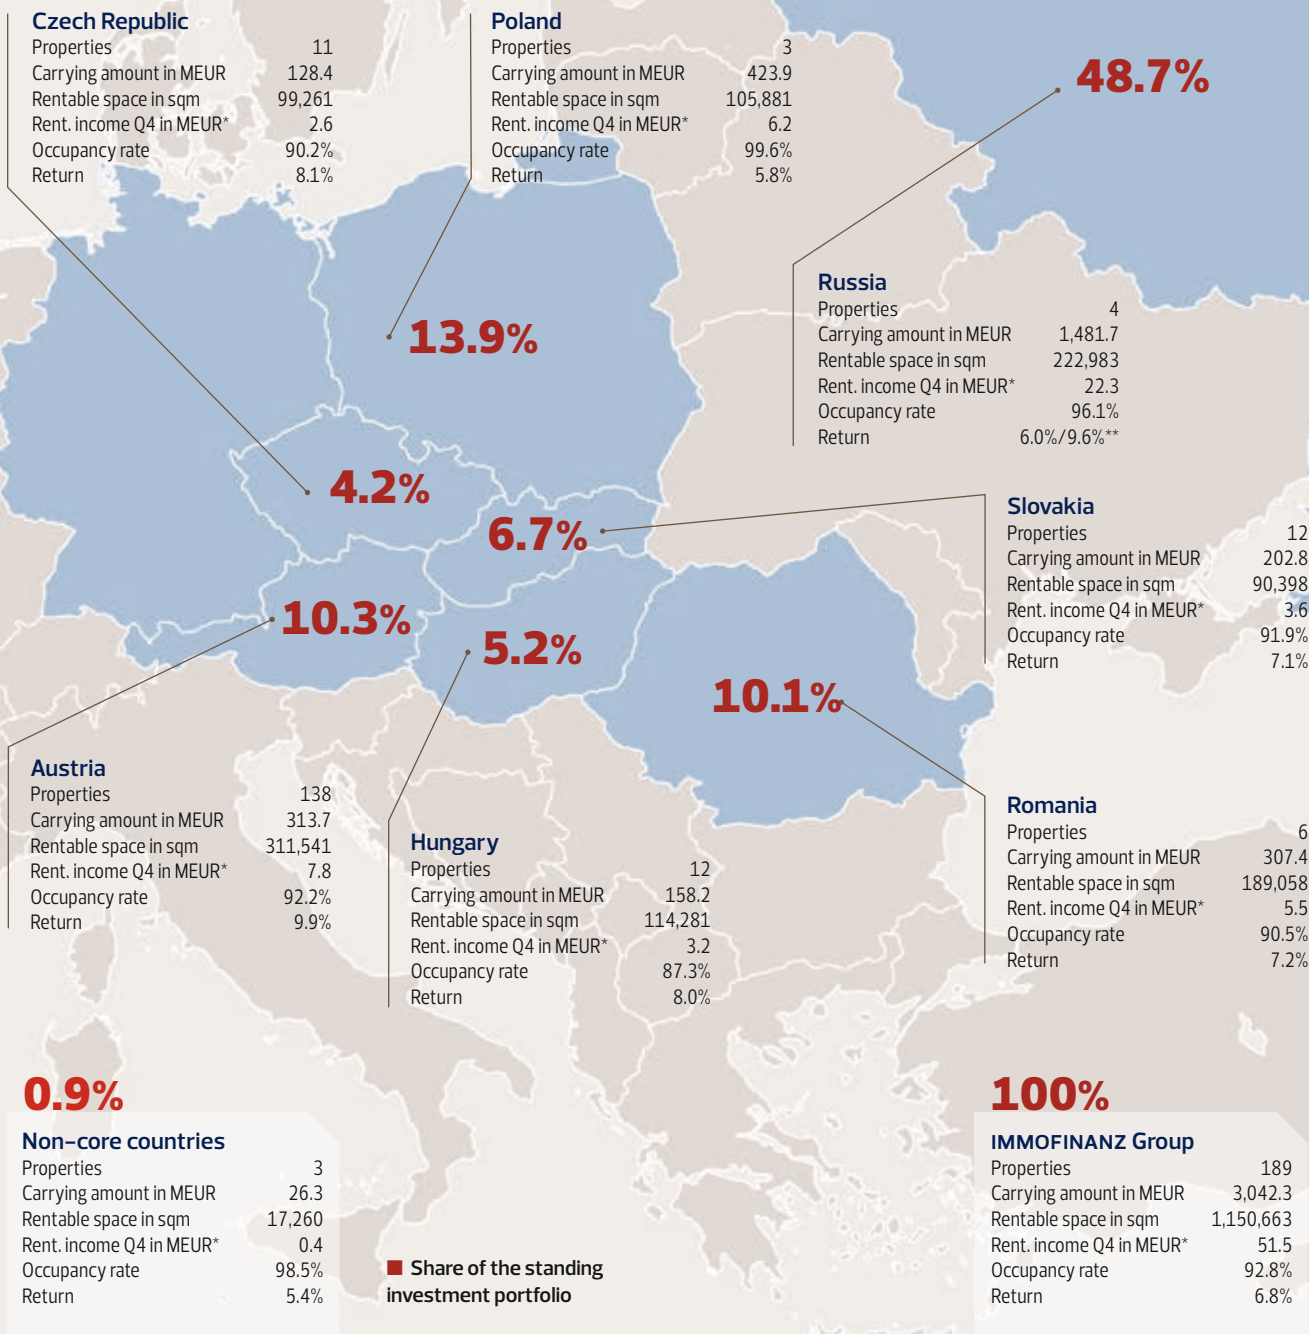 Czech Republic
Properties 11
Carrying amount in MEUR 128.4
Rentable space in sqm 99,261
Rent. income Q4 in MEUR* 2.6
Occupancy rate 90.2%
Return 8.1%
Poland
Properties 3
Carrying amount in MEUR 423.9
Rentable space in sqm 105,881
Rent. income Q4 in MEUR* 6.2
Occupancy rate 99.6%
Return 5.8%
48.7%
Russia
Properties 4
Carrying amount in MEUR 1,481.7
Rentable space in sqm 222,983
Rent. income Q4 in MEUR* 22.3
Occupancy rate 96.1%
Return 6.0%/9.6%**
13.9%
4.2%
6.7%
10.3%
5.2%
10.1%
Slovakia
Properties 12
Carrying amount in MEUR 202.8
Rentable space in sqm 90,398
Rent. income Q4 in MEUR* 3.6
Occupancy rate 91.9%
Return 7.1%
Austria
Properties 138
Carrying amount in MEUR 313.7
Rentable space in sqm 311,541
Rent. income Q4 in MEUR* 7.8
Occupancy rate 92.2%
Return 9.9%
Hungary
Properties 12
Carrying amount in MEUR 158.2
Rentable space in sqm 114,281
Rent. income Q4 in MEUR* 3.2
Occupancy rate 87.3%
Return 8.0%
Romania
Properties 6
Carrying amount in MEUR 307.4
Rentable space in sqm 189,058
Rent. income Q4 in MEUR* 5.5
Occupancy rate 90.5%
Return 7.2%
0.9%
Non-core countries
Properties 3
Carrying amount in MEUR 26.3
Rentable space in sqm 17,260
Rent. income Q4 in MEUR* 0.4
Occupancy rate 98.5%
Return 5.4%
Share of the standing
investment portfolio
100%
IMMOFINANZ Group
Properties 189
Carrying amount in MEUR 3,042.3
Rentable space in sqm 1,150,663
Rent. income Q4 in MEUR* 51.5
Occupancy rate 92.8%
Return 6.8%